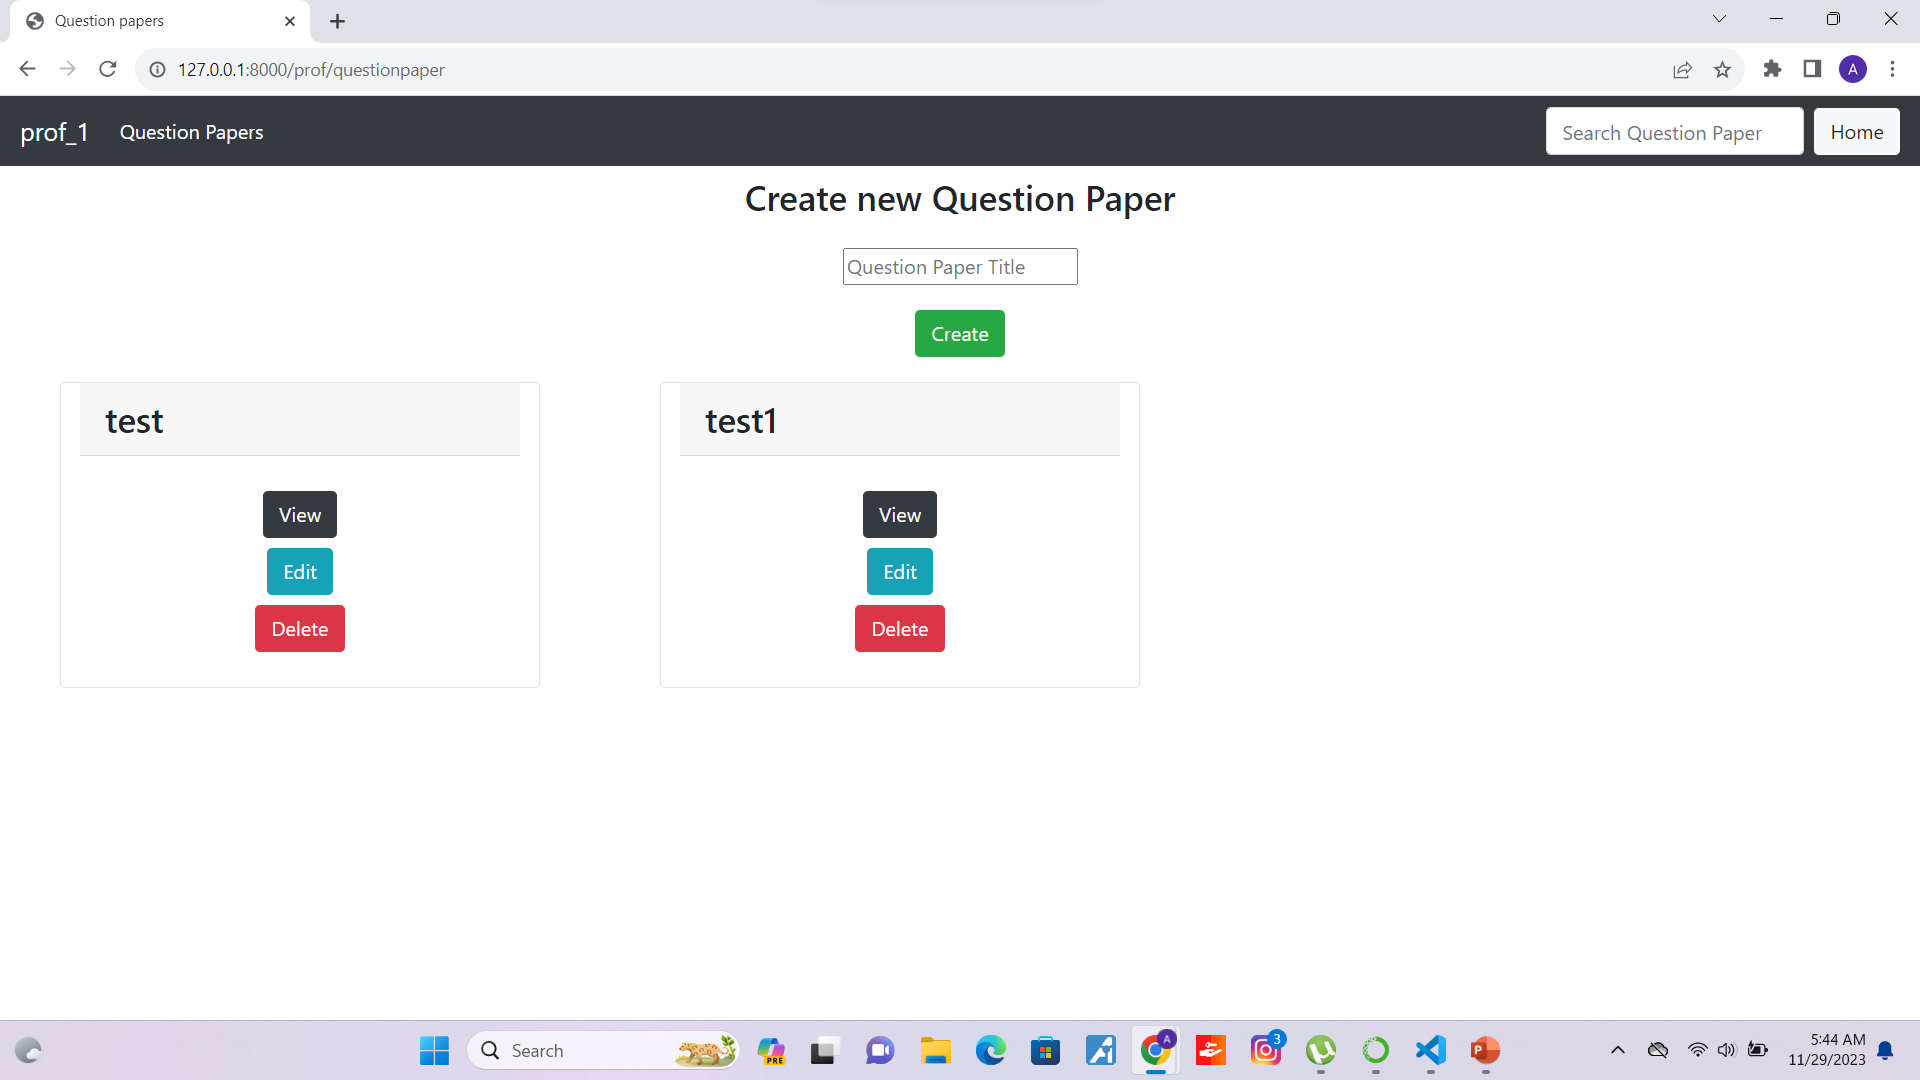 Question papers
127.0.0.1:8000/prof/questionpaper
A
prof_1 Question Papers Search Question Paper Home
Create new Question Paper
Question Paper Title
Create
test test1
View View
Edit Edit
Delete Delete
Search PRE A 3 P
5:44 AM
11/29/2023